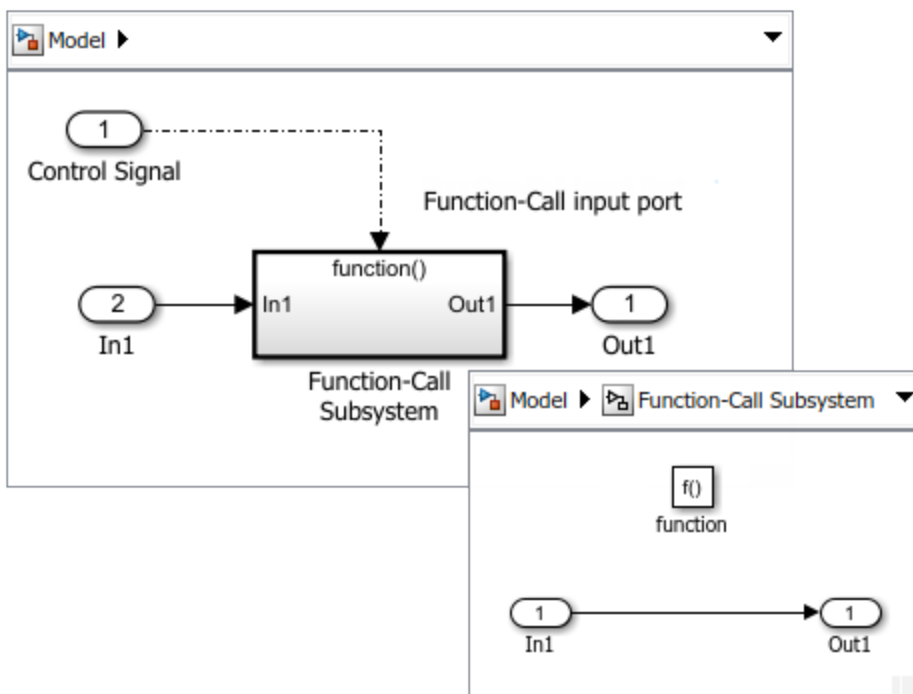 Model
1
Control Signal
Function-Call input port
function()
2
In1
Out1
1
In1
Out1
Function-Call
Subsystem
Model Function-Call Subsystem
f()
function
1
1
In1
Out1